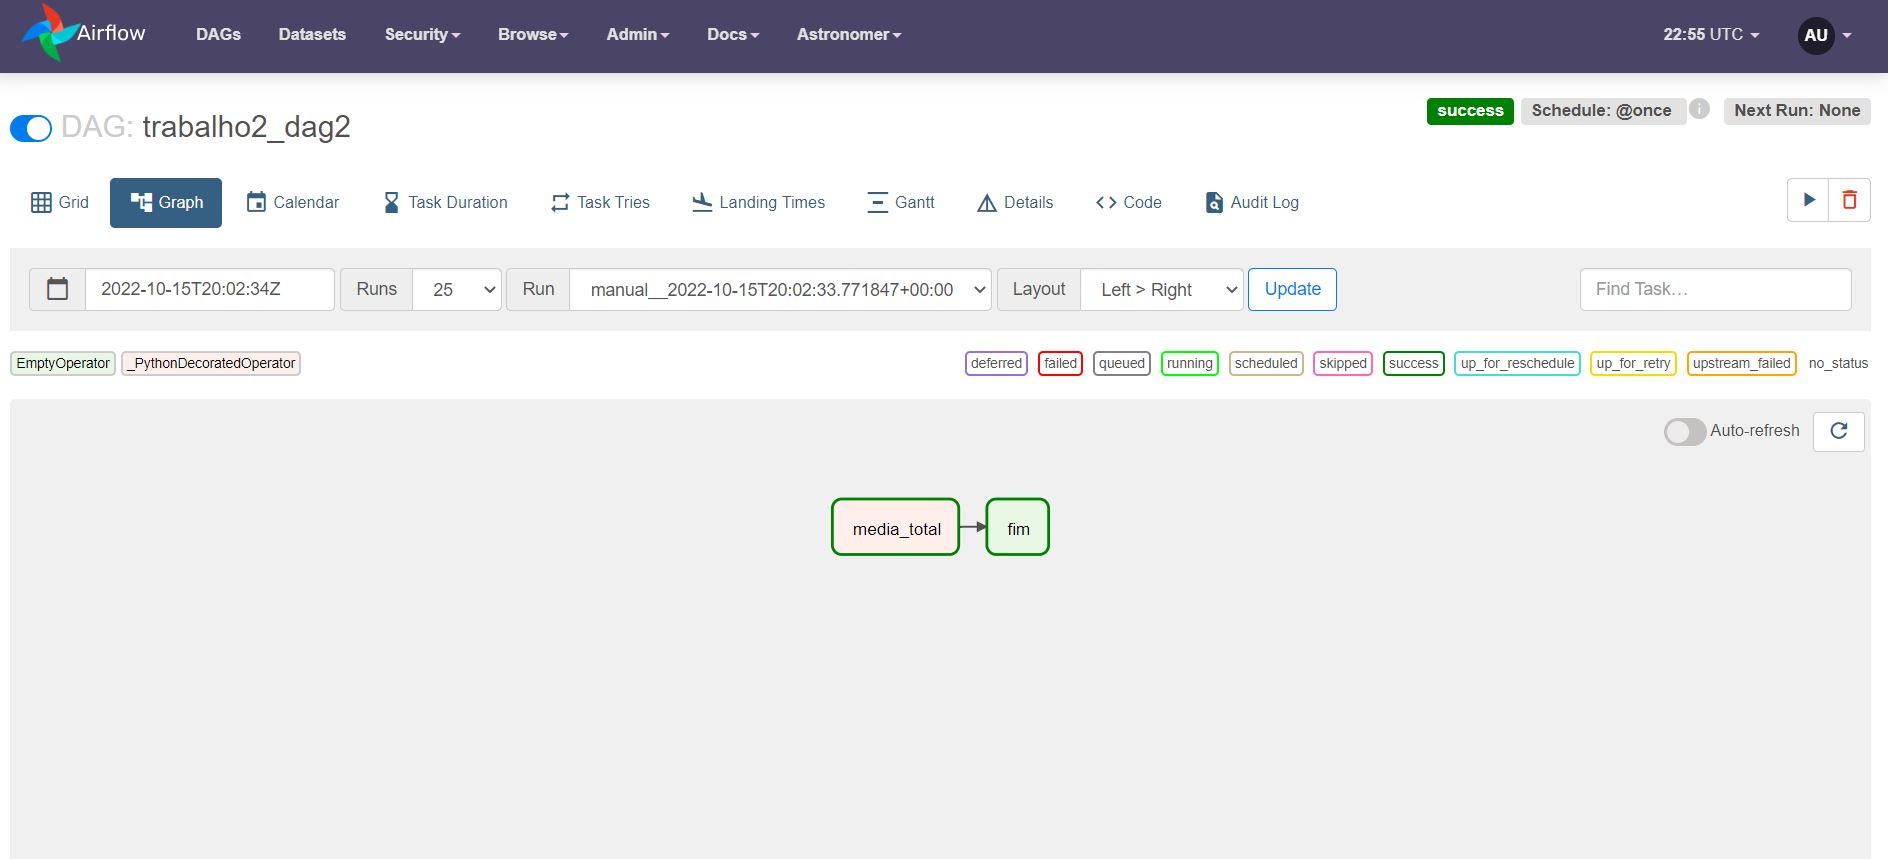 Airflow DAGs Datasets Security Browse Admin Docs Astronomer 22:55 UTC AU
success Schedule: @once i Next Run: None
DAG: trabalho2_dag2
Grid Graph Calendar Task Duration Task Tries Landing Times Gantt Details Code Audit Log
2022-10-15T20:02:34Z Runs 25 Run manual__2022-10-15T20:02:33.771847+00:00 Layout Left > Right Update Find Task…
EmptyOperator _PythonDecoratedOperator deferred failed queued running scheduled skipped success up_for_reschedule up_for_retry upstream_failed no_status
Auto-refresh
media_total fim